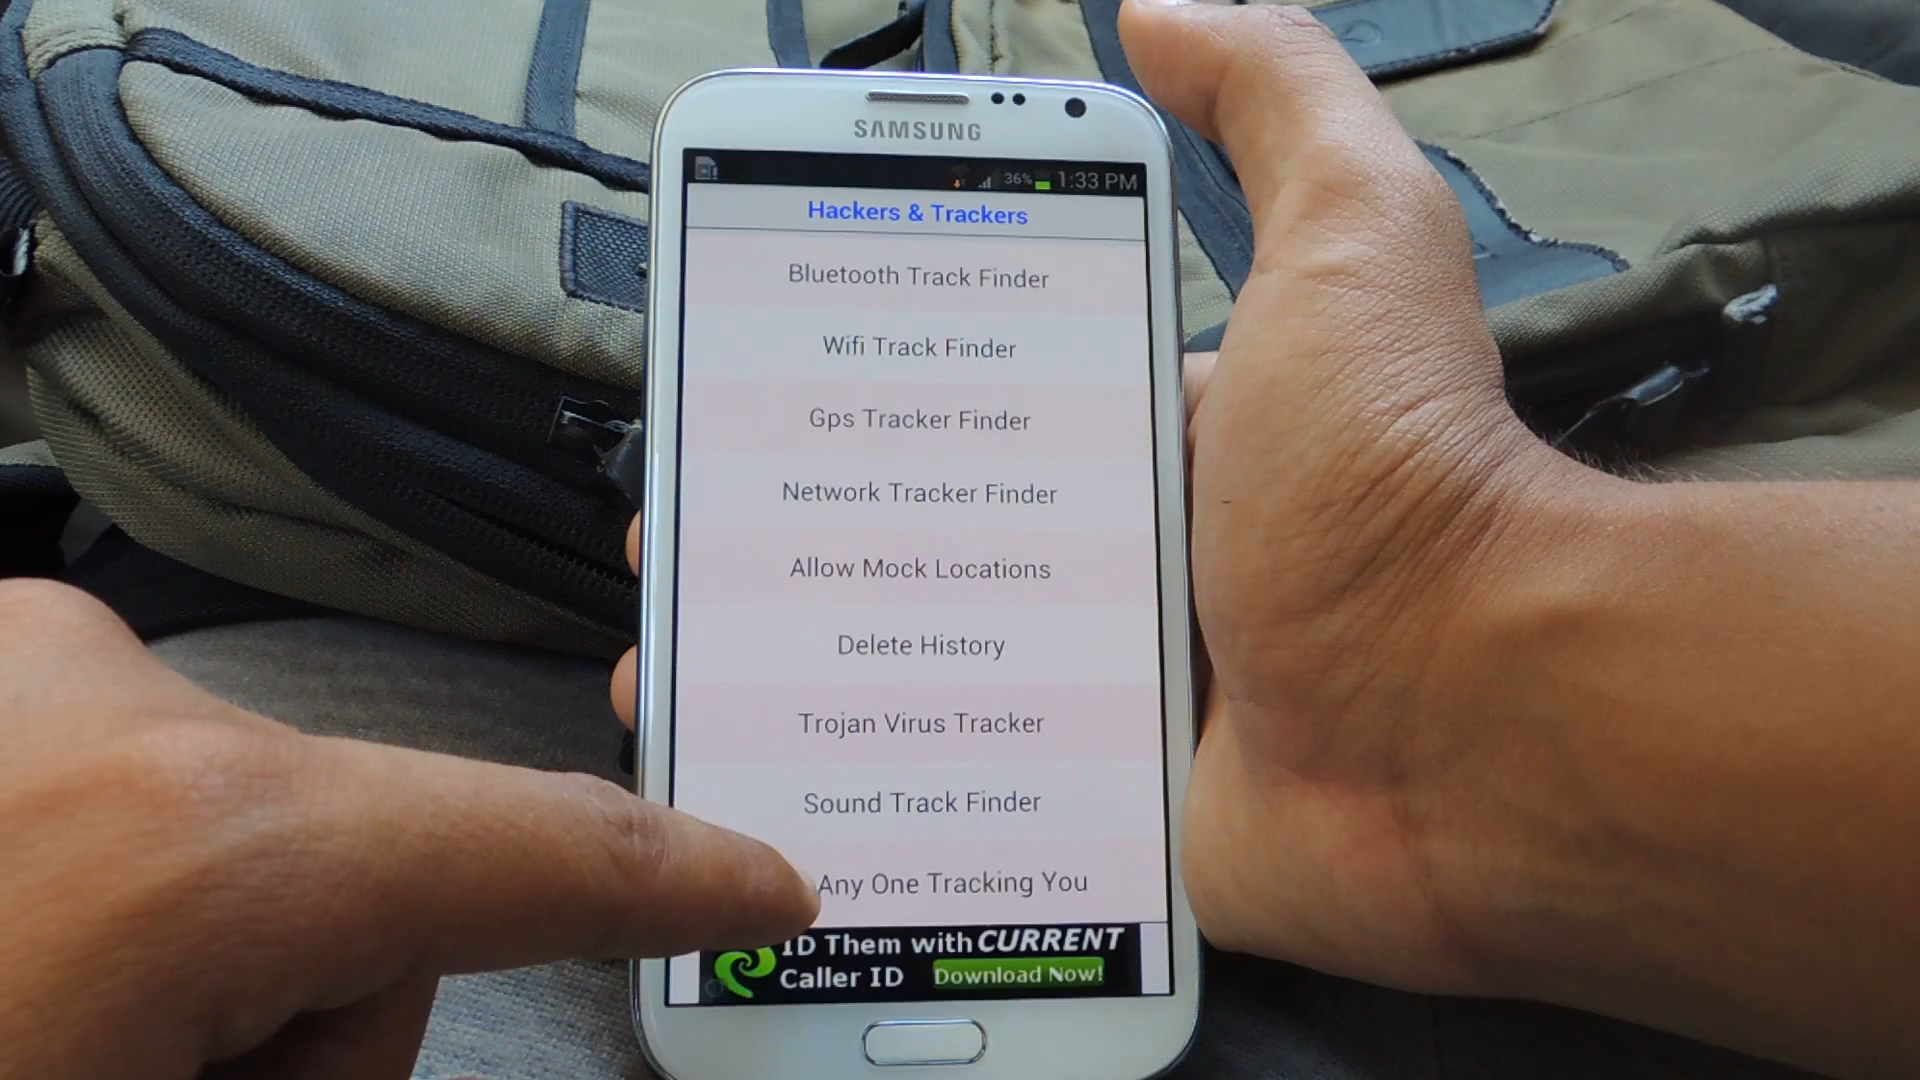 SAMSUNG
36% 1:33 PM
Hackers & Trackers
Bluetooth Track Finder
Wifi Track Finder
Gps Tracker Finder
Network Tracker Finder
Allow Mock Locations
Delete History
Trojan Virus Tracker
Sound Track Finder
Any One Tracking You
ID Them with CURRENT
Caller ID Download Now!